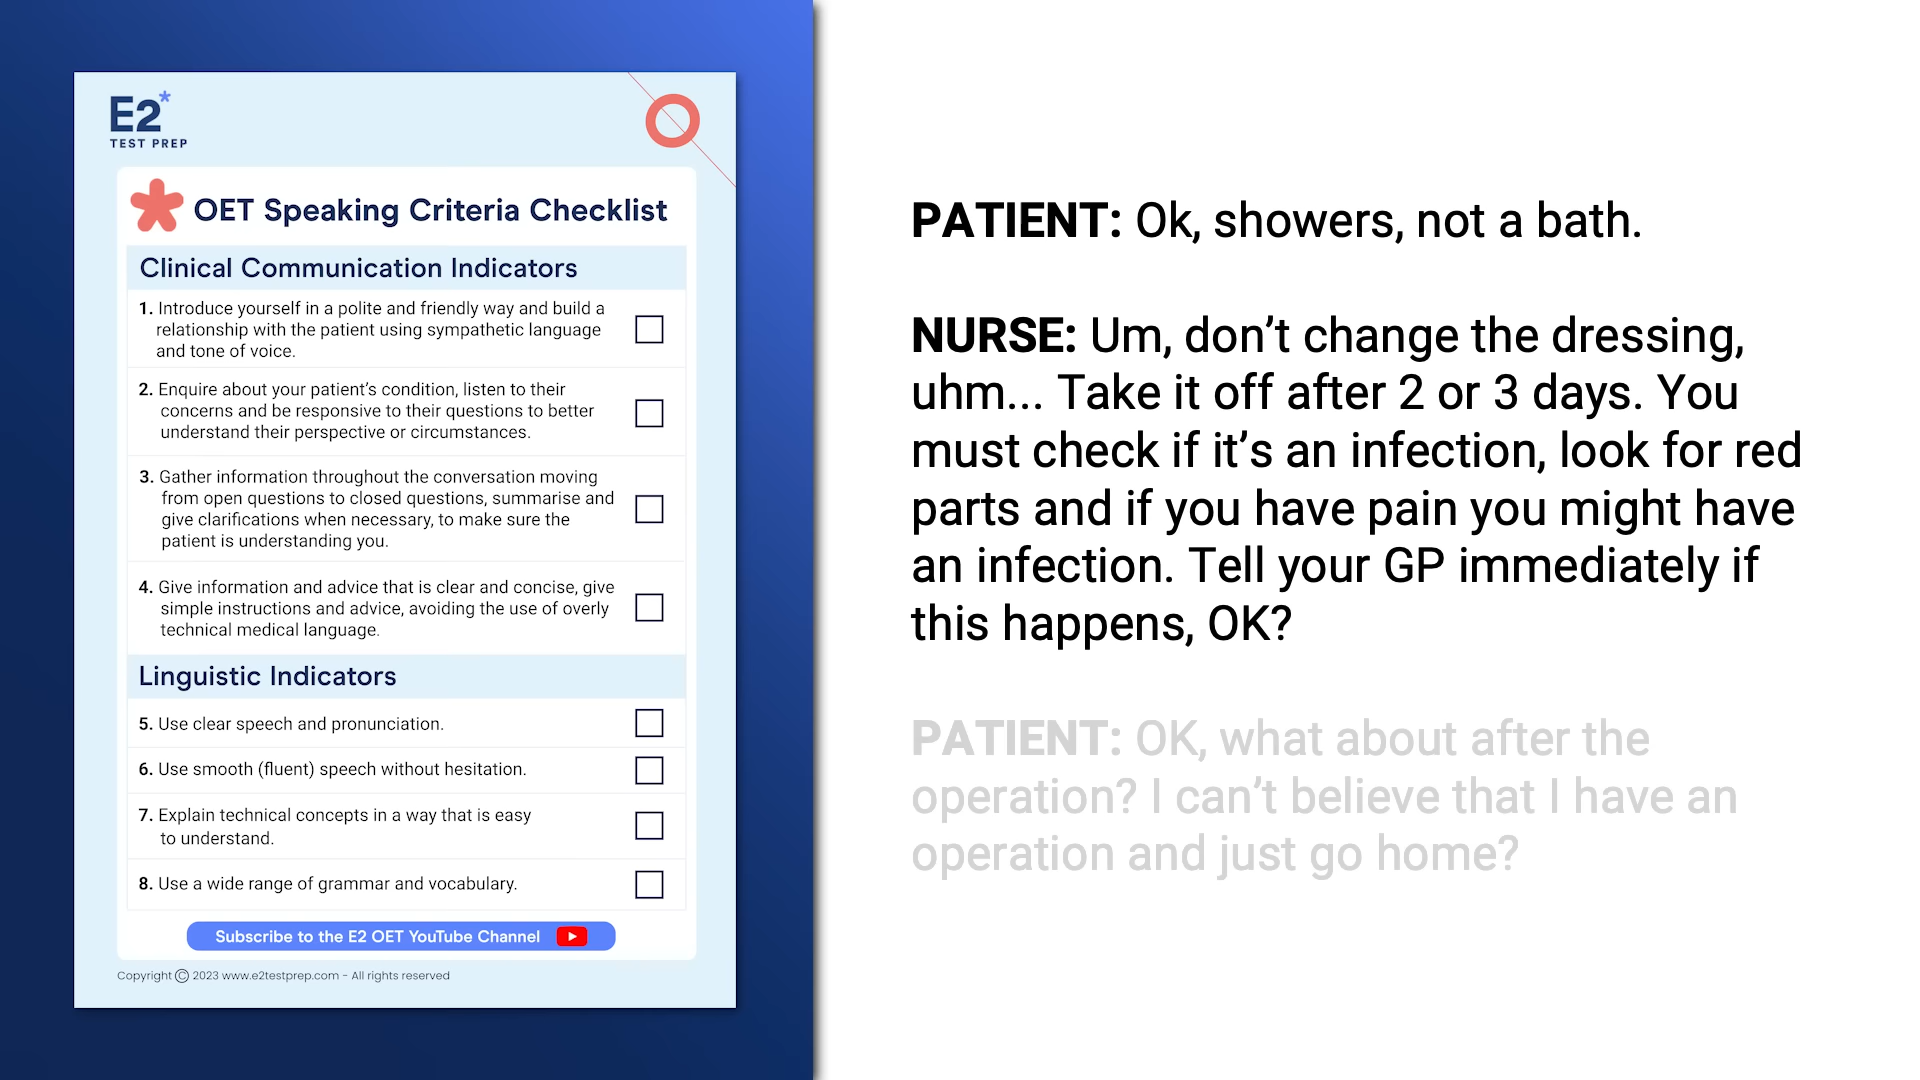 E2*
TEST PREP
OET Speaking Criteria Checklist
Clinical Communication Indicators
1. Introduce yourself in a polite and friendly way and build a
relationship with the patient using sympathetic language
and tone of voice.
2. Enquire about your patient’s condition, listen to their
concerns and be responsive to their questions to better
understand their perspective or circumstances.
3. Gather information throughout the conversation moving
from open questions to closed questions, summarise and
give clarifications when necessary, to make sure the
patient is understanding you.
4. Give information and advice that is clear and concise, give
simple instructions and advice, avoiding the use of overly
technical medical language.
Linguistic Indicators
5. Use clear speech and pronunciation.
6. Use smooth (fluent) speech without hesitation.
7. Explain technical concepts in a way that is easy
to understand.
8. Use a wide range of grammar and vocabulary.
Subscribe to the E2 OET YouTube Channel
Copyright © 2023 www.e2testprep.com - All rights reserved
PATIENT: Ok, showers, not a bath.
NURSE: Um, don’t change the dressing,
uhm... Take it off after 2 or 3 days. You
must check if it’s an infection, look for red
parts and if you have pain you might have
an infection. Tell your GP immediately if
this happens, OK?
PATIENT: OK, what about after the
operation? I can’t believe that I have an
operation and just go home?